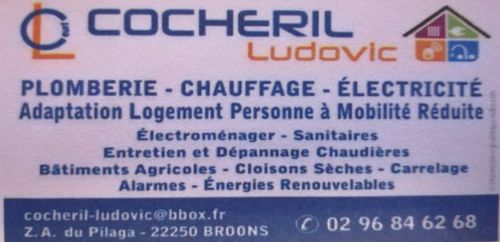 COCHERIL
Ludovic
PLOMBERIE - CHAUFFAGE - ÉLECTRICITÉ
Adaptation Logement Personne à Mobilité Réduite
Électroménager - Sanitaires
Entretien et Dépannage Chaudières
Bâtiments Agricoles - Cloisons Sèches - Carrelage
Alarmes - Énergies Renouvelables
cocheril-ludovic@bbox.fr
Z.A. du Pilaga - 22250 BROONS
02 96 84 62 68